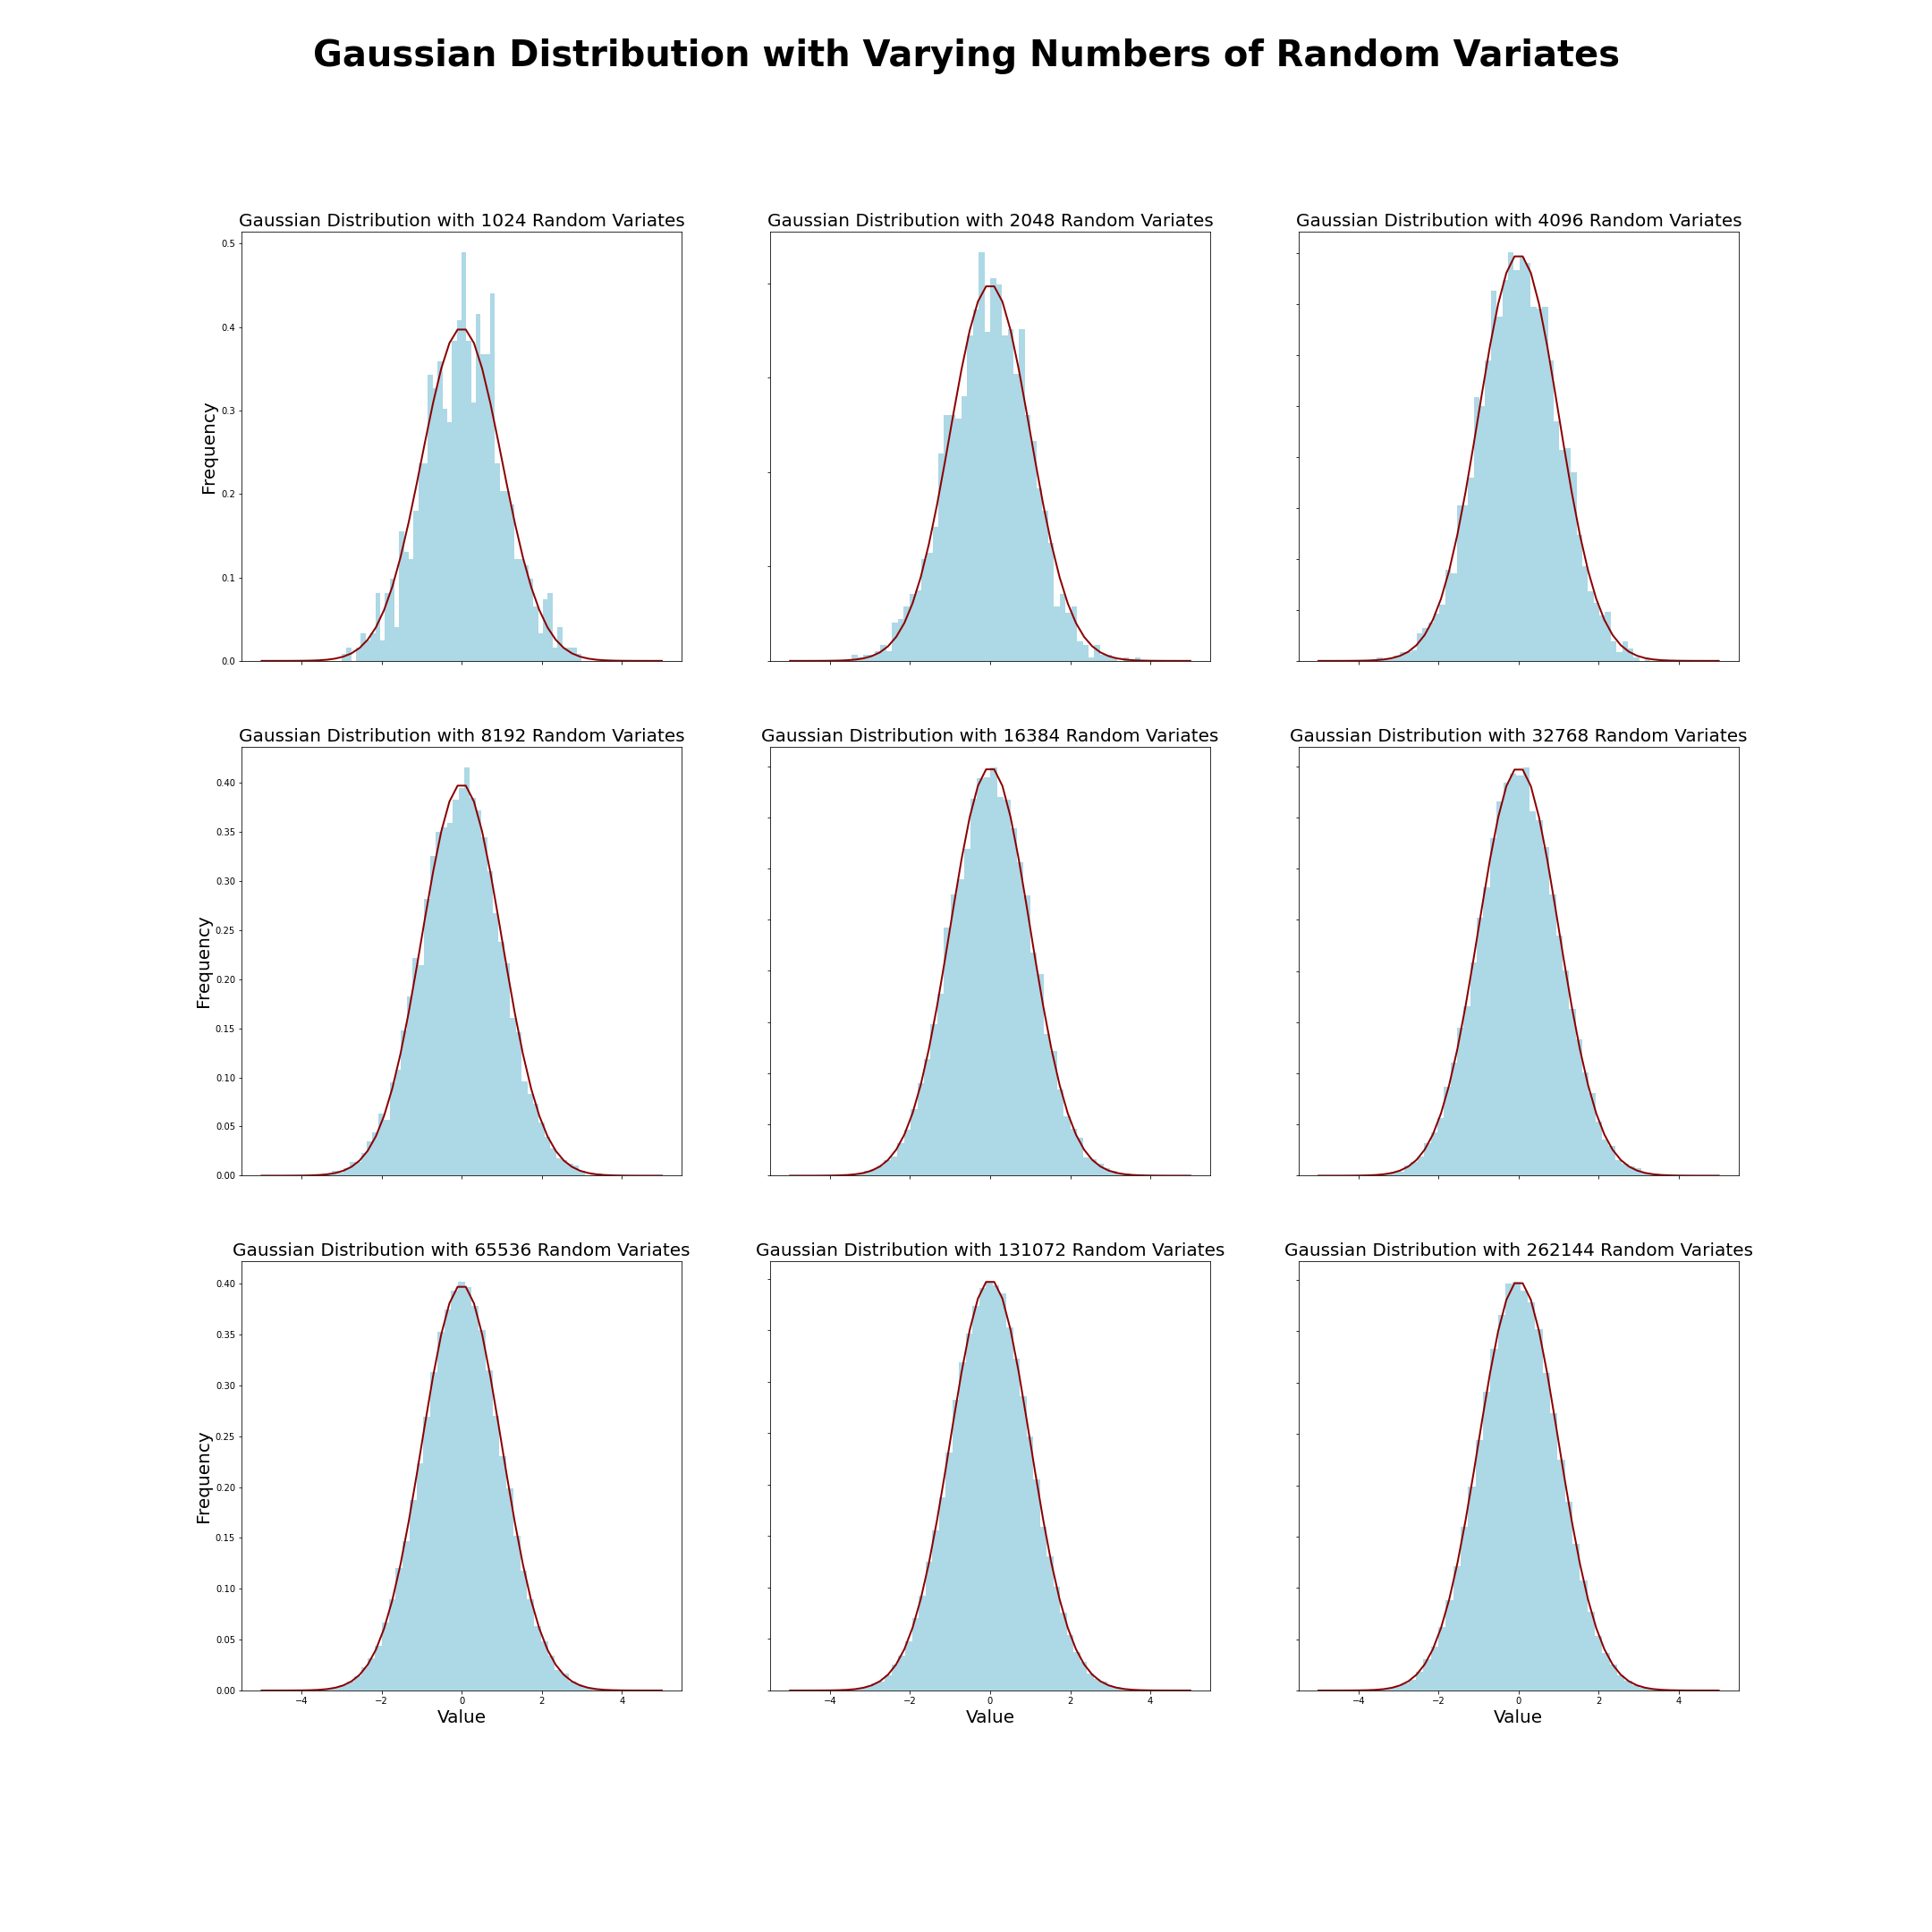 Gaussian Distribution with Varying Numbers of Random Variates
Gaussian Distribution with 1024 Random Variates
0.5
0.4
0.3
0.2
0.1
0.0
Frequency
Gaussian Distribution with 2048 Random Variates
Gaussian Distribution with 4096 Random Variates
Gaussian Distribution with 8192 Random Variates
0.40
0.35
0.30
0.25
0.20
0.15
0.10
0.05
0.00
Frequency
Gaussian Distribution with 16384 Random Variates
Gaussian Distribution with 32768 Random Variates
Gaussian Distribution with 65536 Random Variates
0.40
0.35
0.30
0.25
0.20
0.15
0.10
0.05
0.00
Frequency
−4 −2 0 2 4
Value
Gaussian Distribution with 131072 Random Variates
−4 −2 0 2 4
Value
Gaussian Distribution with 262144 Random Variates
−4 −2 0 2 4
Value